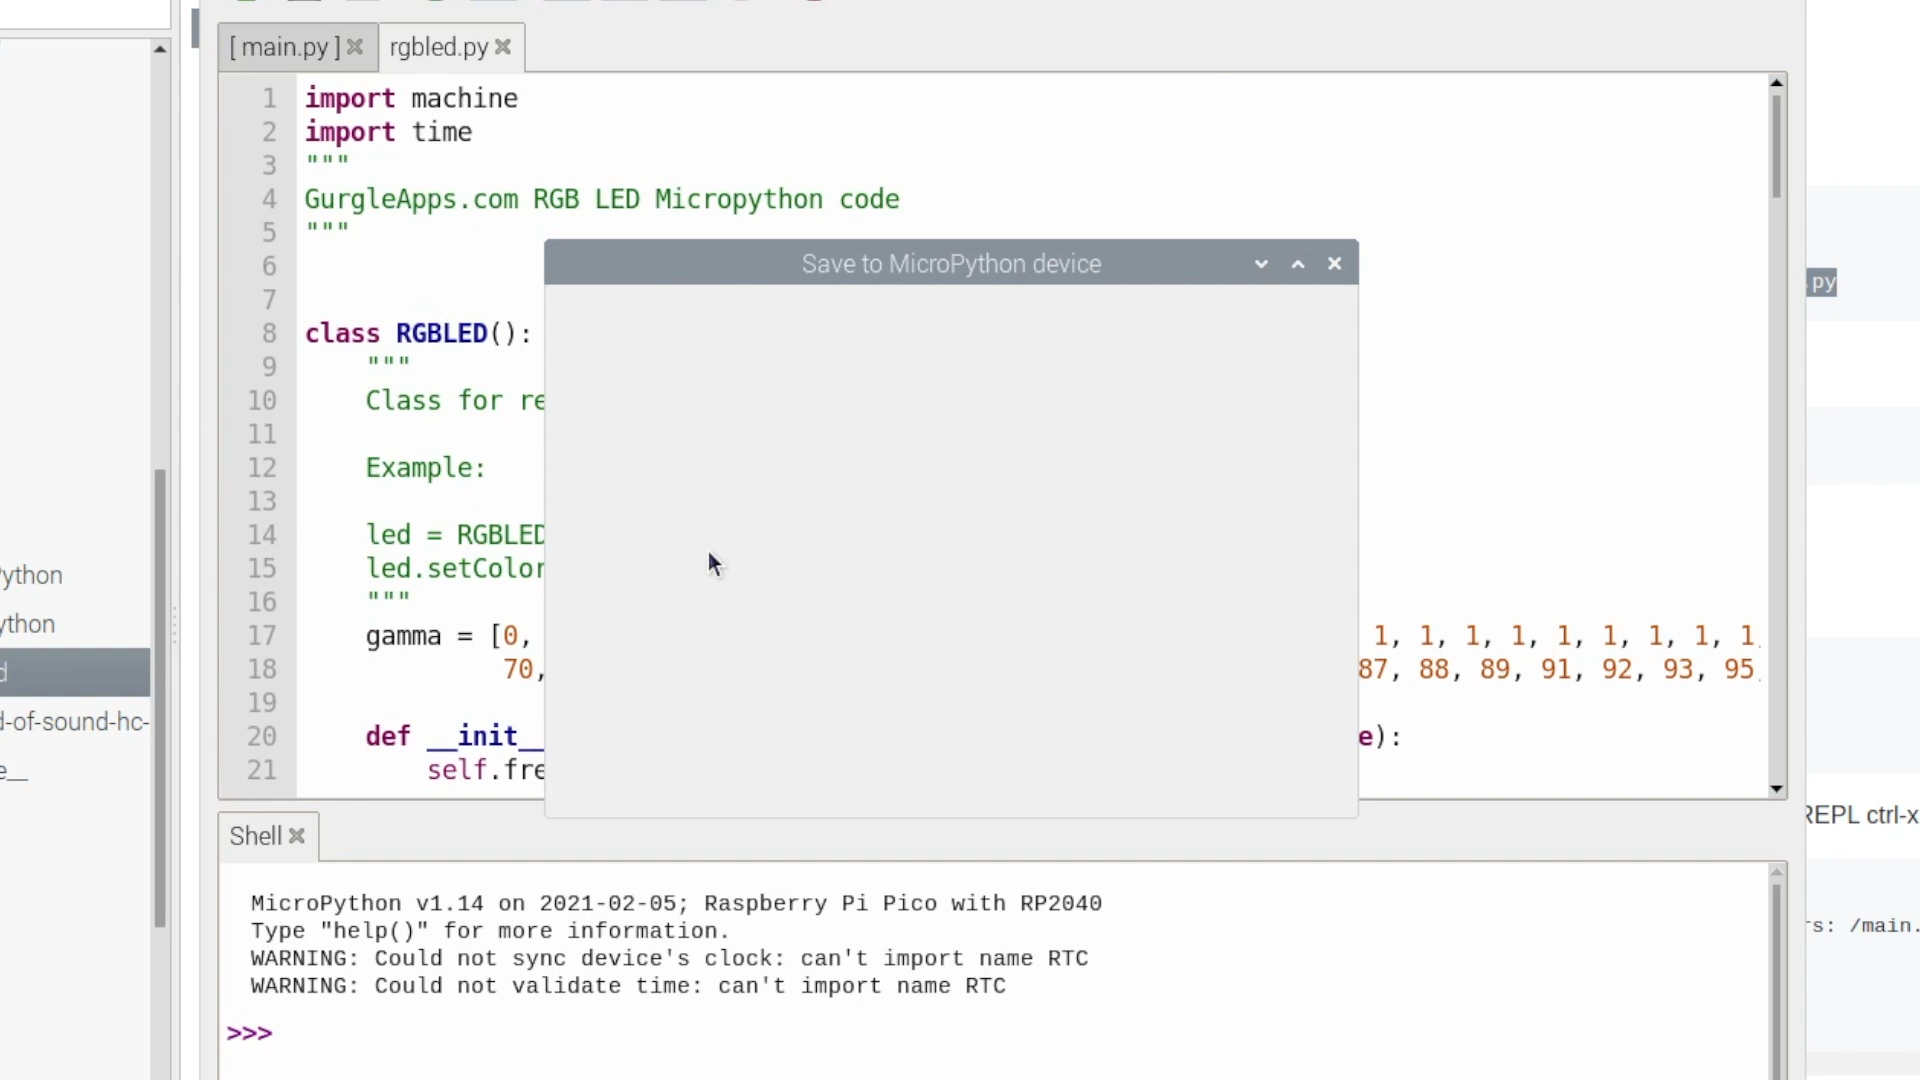 [ main.py ]
rgbled.py
1 import machine
2 import time
3 """
4 GurgleApps.com RGB LED Micropython code
5 """
6
7
8 class RGBLED():
9 """
10 Class for re
11
12 Example:
13
14 led = RGBLED
15 led.setColor
16 """
17 gamma = [0, 1, 1, 1, 1, 1, 1, 1, 1, 1,
18 70, 87, 88, 89, 91, 92, 93, 95,
19
20 def __init__ e):
21 self.fre
Save to MicroPython device
Shell
MicroPython v1.14 on 2021-02-05; Raspberry Pi Pico with RP2040
Type "help()" for more information.
WARNING: Could not sync device's clock: can't import name RTC
WARNING: Could not validate time: can't import name RTC
>>>
ython
ython
d
d-of-sound-hc-
e__
.py
REPL ctrl-x
rs: /main.